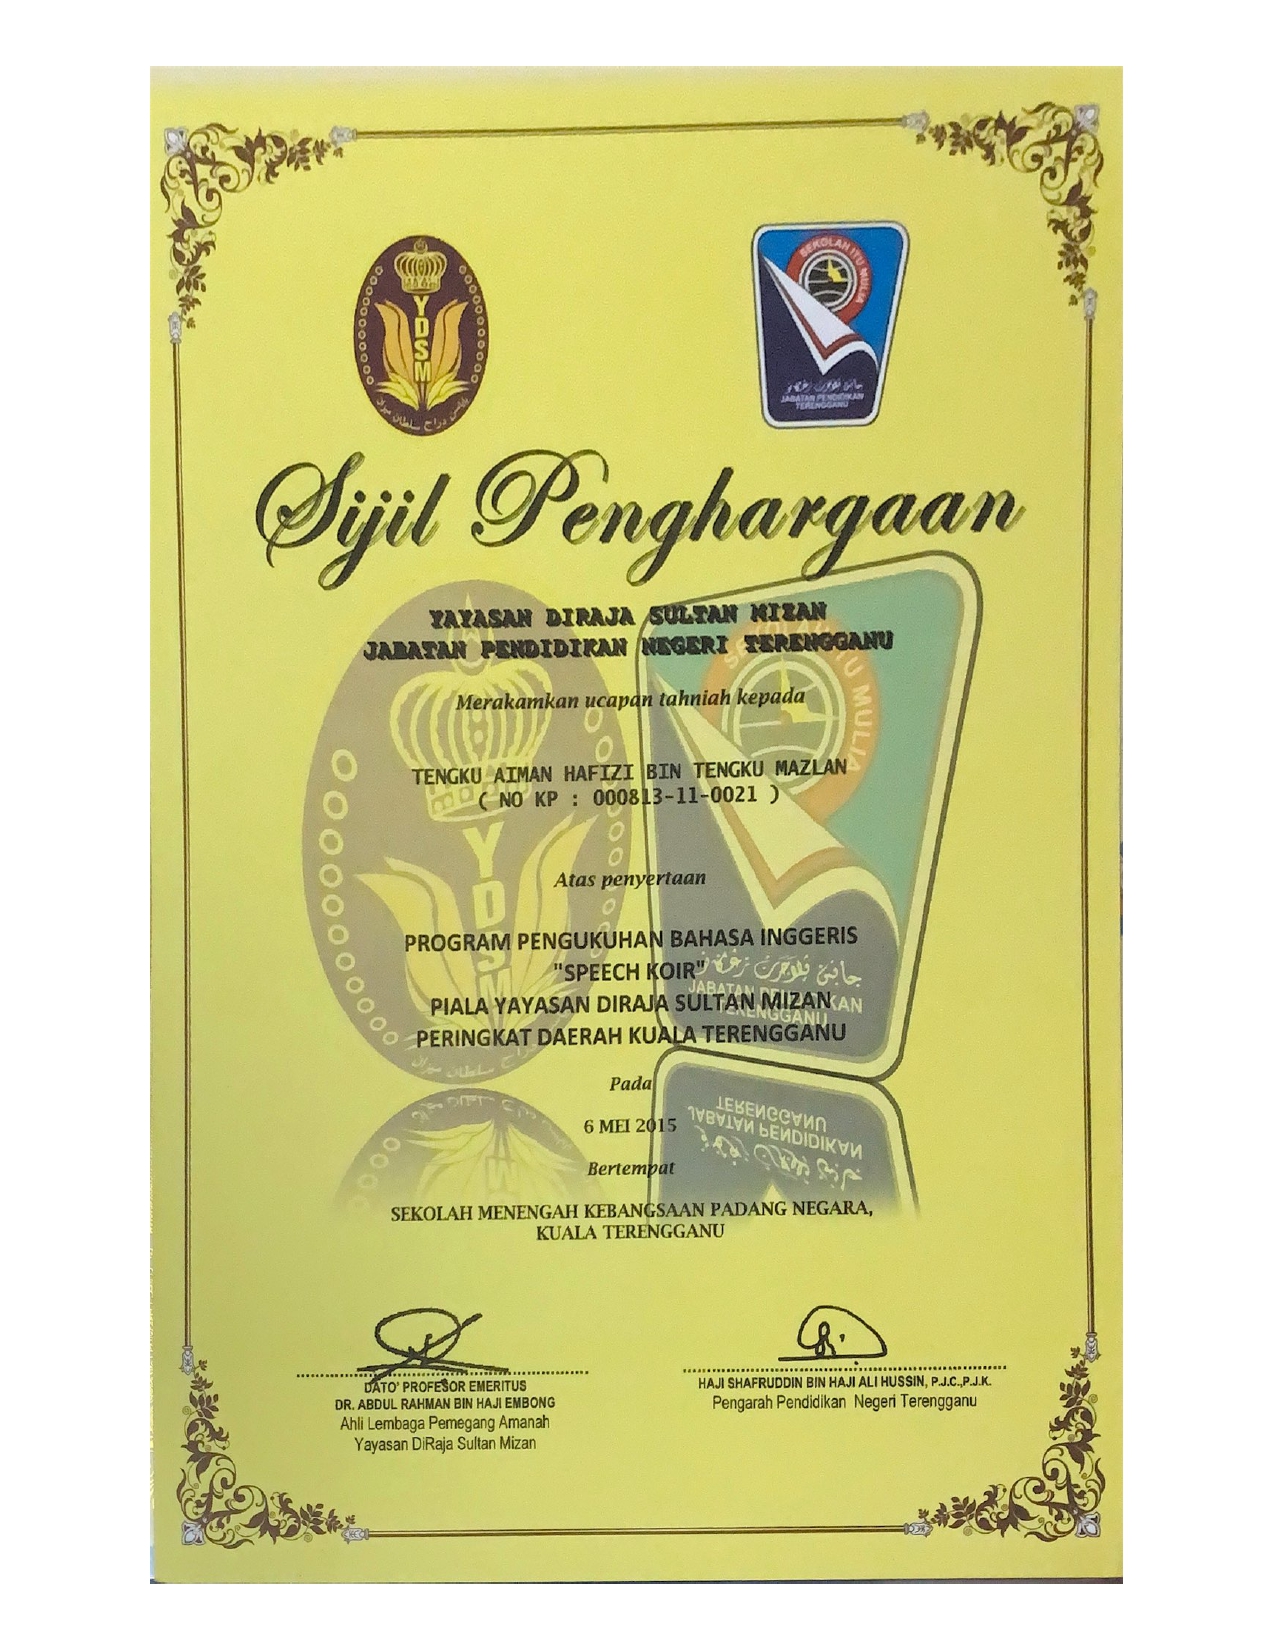 YDSM
يايسن دراج سلطان ميزان
SEKOLAH ITU MULIA
JABATAN PENDIDIKAN
TERENGGANU
Sijil Penghargaan
YAYASAN DIRAJA SULTAN MIZAN
JABATAN PENDIDIKAN NEGERI TERENGGANU
Merakamkan ucapan tahniah kepada
TENGKU AIMAN HAFIZI BIN TENGKU MAZLAN
( NO KP : 000813-11-0021 )
Atas penyertaan
PROGRAM PENGUKUHAN BAHASA INGGERIS
"SPEECH KOIR"
PIALA YAYASAN DIRAJA SULTAN MIZAN
PERINGKAT DAERAH KUALA TERENGGANU
Pada
6 MEI 2015
Bertempat
SEKOLAH MENENGAH KEBANGSAAN PADANG NEGARA,
KUALA TERENGGANU
DATO' PROFESOR EMERITUS
DR. ABDUL RAHMAN BIN HAJI EMBONG
Ahli Lembaga Pemegang Amanah
Yayasan DiRaja Sultan Mizan
HAJI SHAFRUDDIN BIN HAJI ALI HUSSIN, P.J.C.,P.J.K.
Pengarah Pendidikan Negeri Terengganu